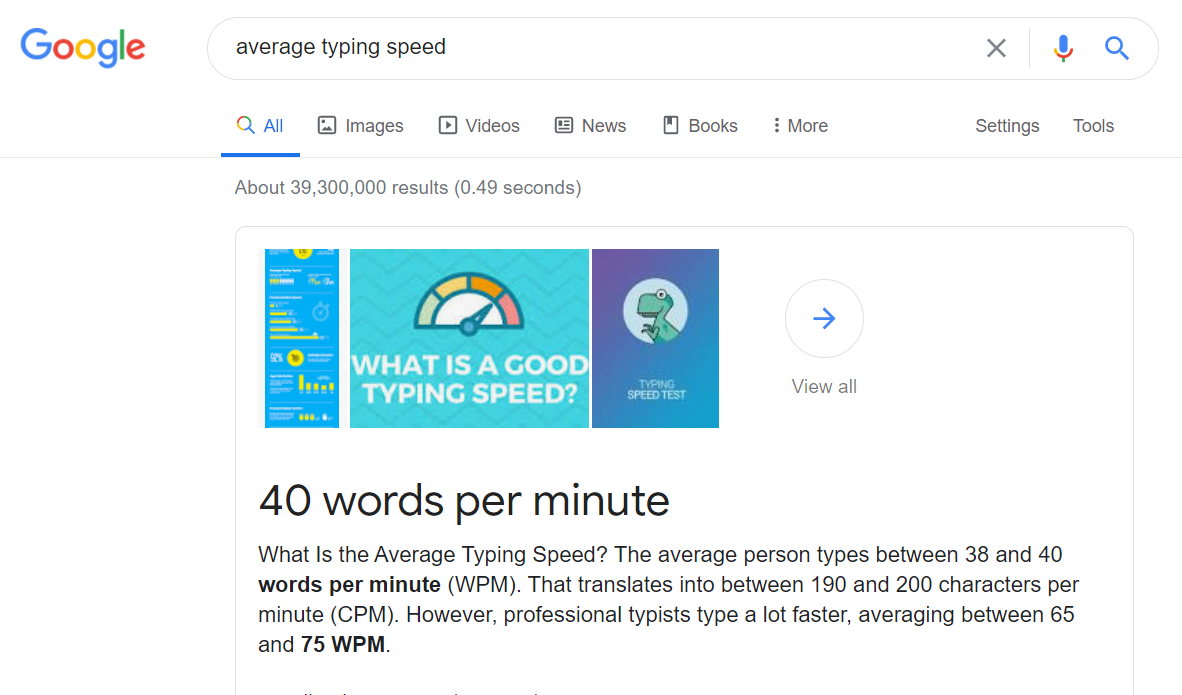 Google
average typing speed
All Images Videos News Books More Settings Tools
About 39,300,000 results (0.49 seconds)
WHAT IS A GOOD
TYPING SPEED?
TYPING
SPEED TEST
View all
40 words per minute
What Is the Average Typing Speed? The average person types between 38 and 40
words per minute (WPM). That translates into between 190 and 200 characters per
minute (CPM). However, professional typists type a lot faster, averaging between 65
and 75 WPM.